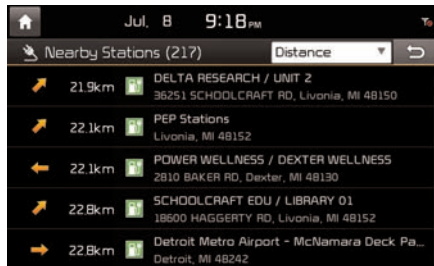 Jul. 8 9:18 PM
Nearby Stations (217) Distance
21.9km DELTA RESEARCH / UNIT 2
36251 SCHOOLCRAFT RD, Livonia, MI 48150
22.1km PEP Stations
Livonia, MI 48152
22.1km POWER WELLNESS / DEXTER WELLNESS
2810 BAKER RD, Dexter, MI 48130
22.8km SCHOOLCRAFT EDU / LIBRARY 01
18600 HAGGERTY RD, Livonia, MI 48152
22.8km Detroit Metro Airport - McNamara Deck Pa...
Detroit, MI 48242